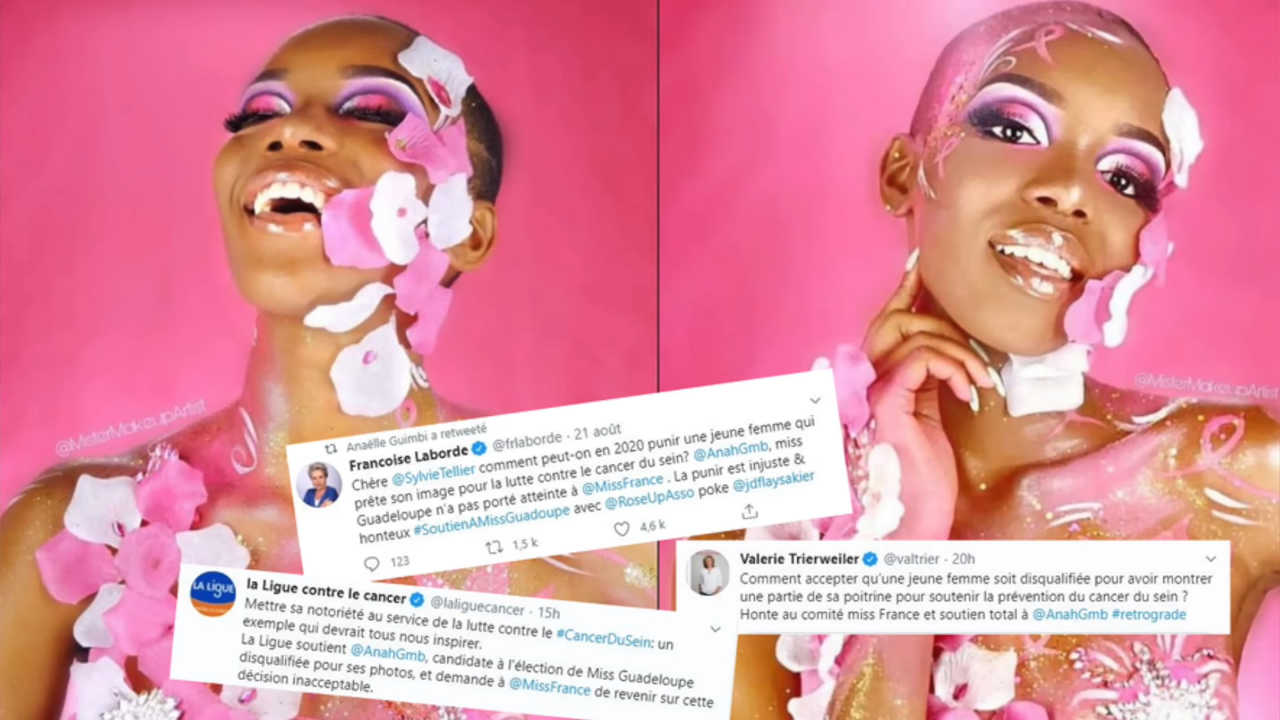 @MisterMakeupArtist
@MisterMakeupArtist
Anaëlle Guimbi a retweeté
Francoise Laborde @frlaborde · 21 août
Chère @SylvieTellier comment peut-on en 2020 punir une jeune femme qui
prête son image pour la lutte contre le cancer du sein? @AnahGmb, miss
Guadeloupe n'a pas porté atteinte à @MissFrance . La punir est injuste &
honteux #SoutienAMissGuadoupe avec @RoseUpAsso poke @jdflaysakier
123 1,5 k 4,6 k
Valerie Trierweiler @valtrier · 20h
Comment accepter qu'une jeune femme soit disqualifiée pour avoir montrer
une partie de sa poitrine pour soutenir la prévention du cancer du sein ?
Honte au comité miss France et soutien total à @AnahGmb #retrograde
LA LIGUE
la Ligue contre le cancer @laliguecancer · 15h
Mettre sa notoriété au service de la lutte contre le #CancerDuSein: un
exemple qui devrait tous nous inspirer.
La Ligue soutient @AnahGmb, candidate à l'élection de Miss Guadeloupe
disqualifiée pour ses photos, et demande à @MissFrance de revenir sur cette
décision inacceptable.